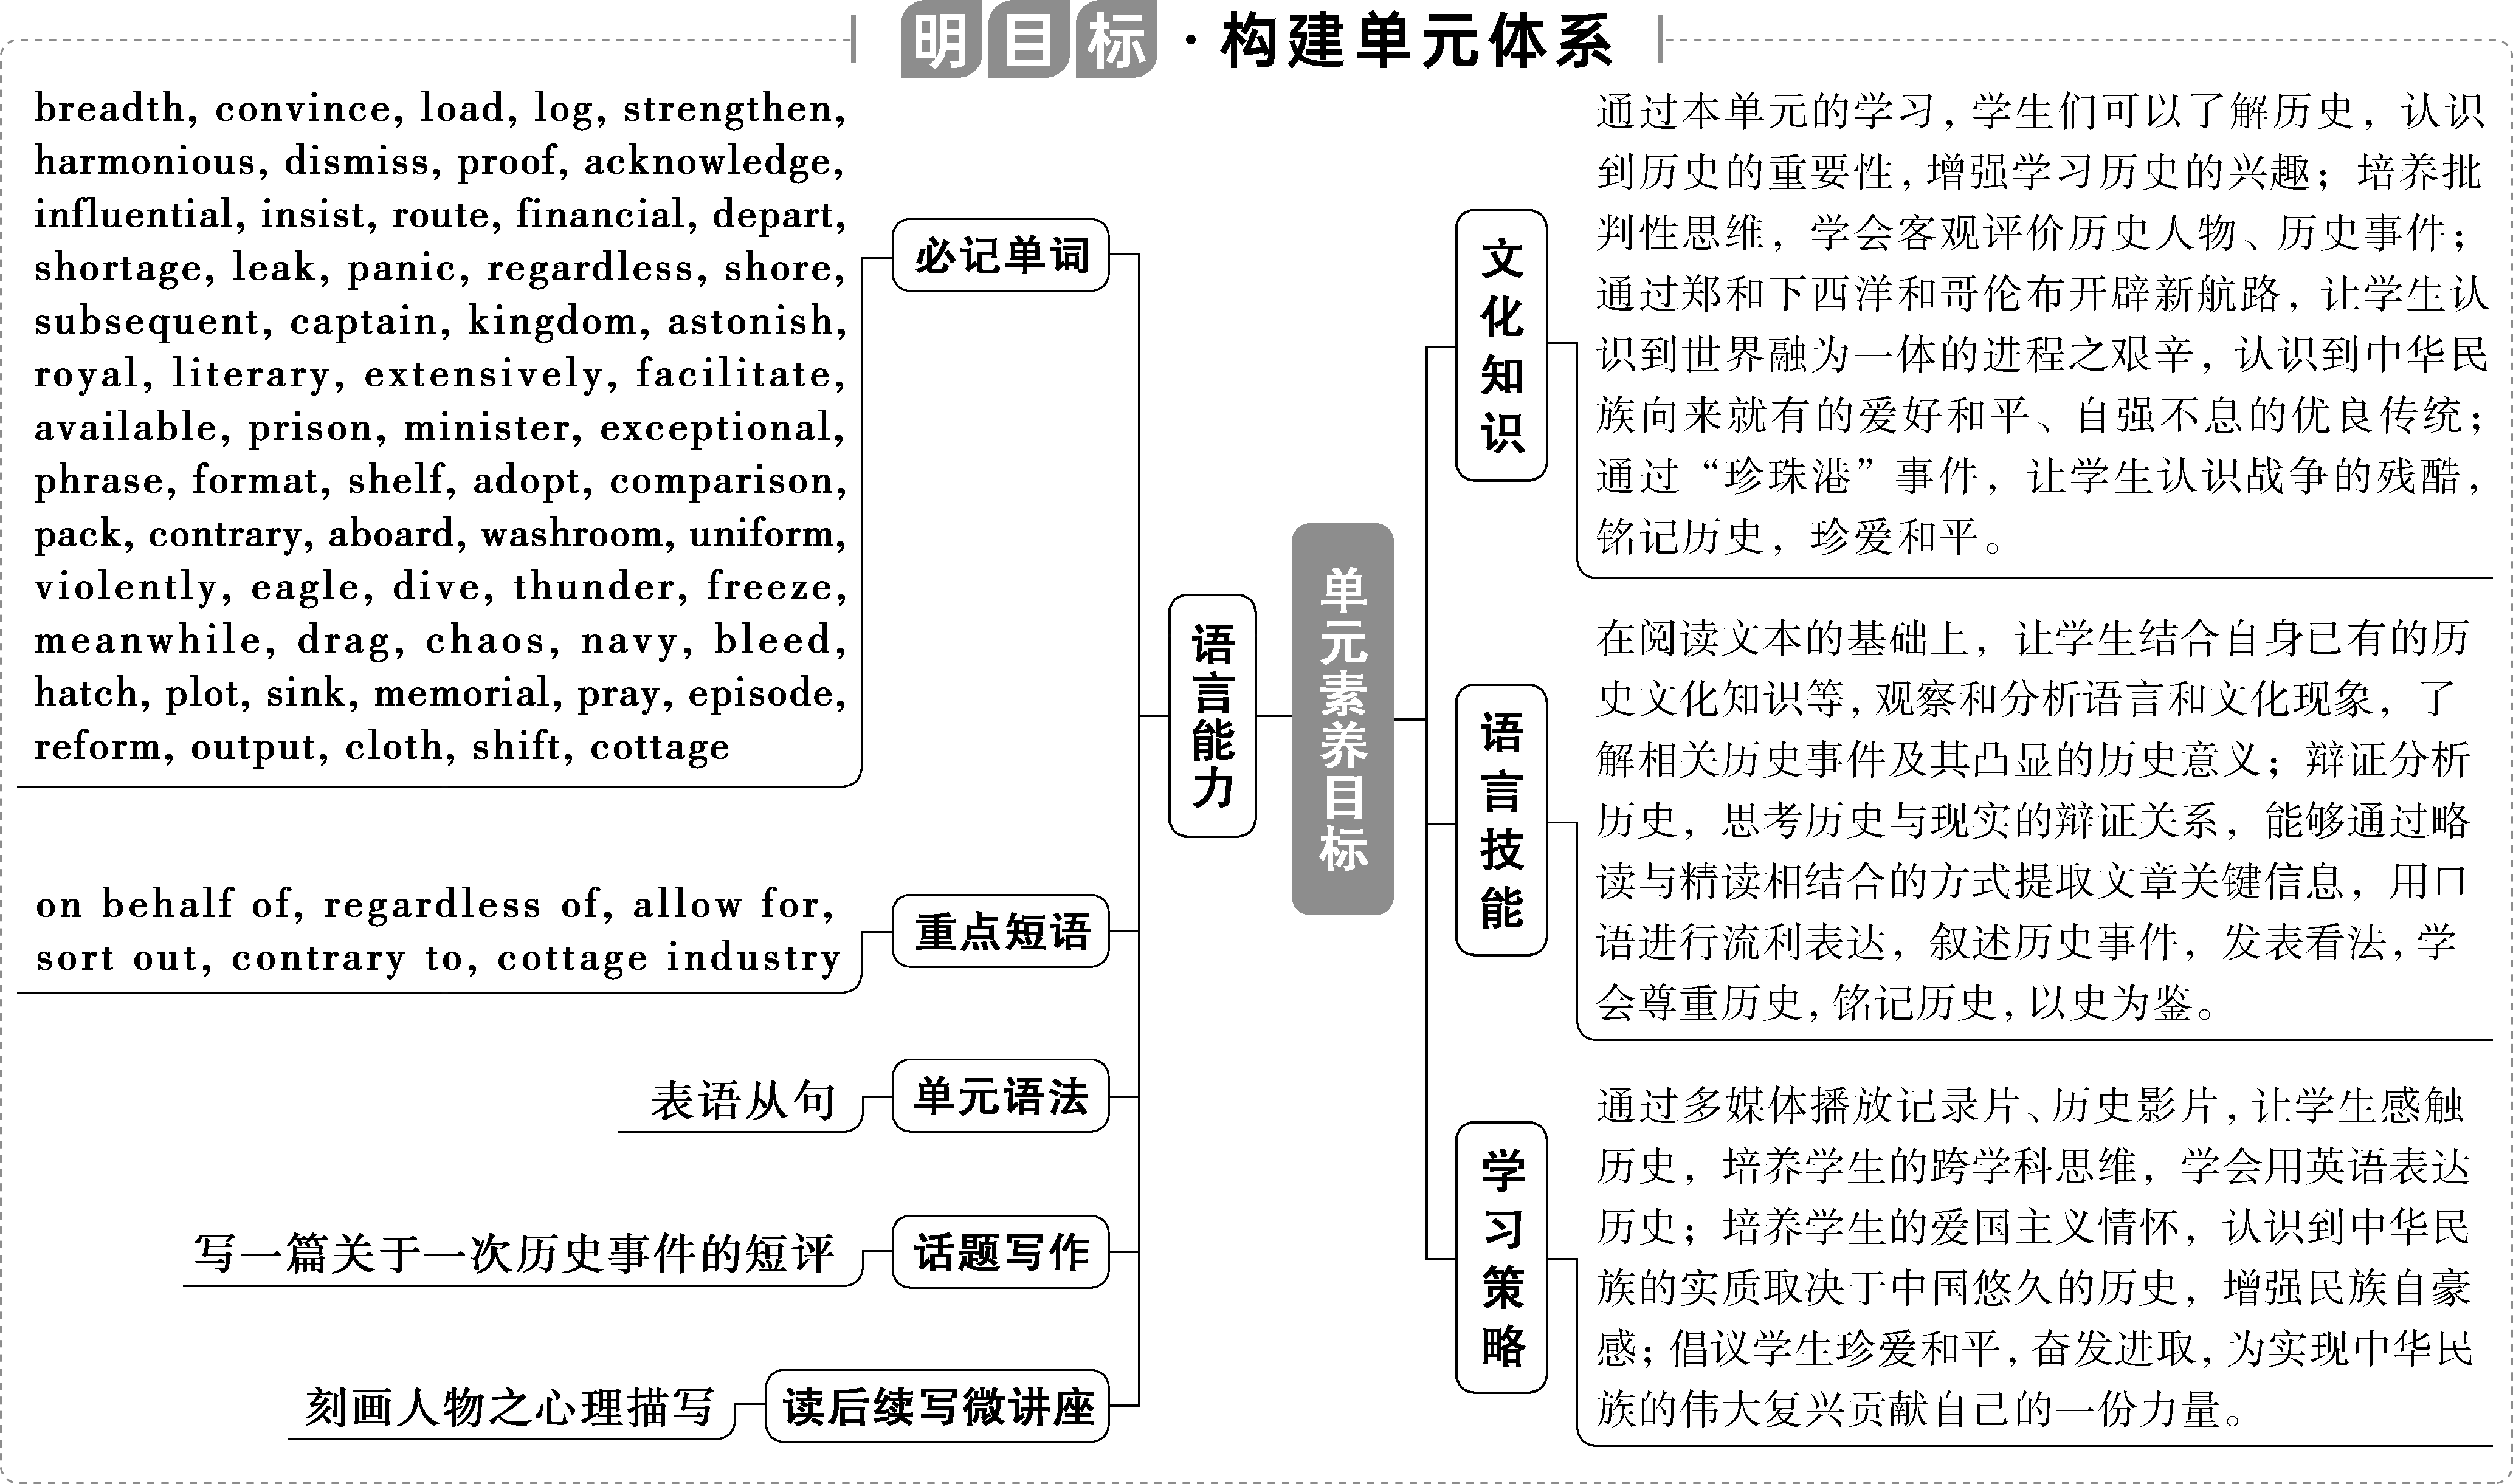 明目标·构建单元体系
breadth, convince, load, log, strengthen,
harmonious, dismiss, proof, acknowledge,
influential, insist, route, financial, depart,
shortage, leak, panic, regardless, shore,
subsequent, captain, kingdom, astonish,
royal, literary, extensively, facilitate,
available, prison, minister, exceptional,
phrase, format, shelf, adopt, comparison,
pack, contrary, aboard, washroom, uniform,
violently, eagle, dive, thunder, freeze,
meanwhile, drag, chaos, navy, bleed,
hatch, plot, sink, memorial, pray, episode,
reform, output, cloth, shift, cottage
必记单词
on behalf of, regardless of, allow for,
sort out, contrary to, cottage industry
重点短语
表语从句
单元语法
写一篇关于一次历史事件的短评
话题写作
刻画人物之心理描写
读后续写微讲座
语言能力
单元素养目标
文化知识
通过本单元的学习，学生们可以了解历史，认识
到历史的重要性，增强学习历史的兴趣；培养批
判性思维，学会客观评价历史人物、历史事件；
通过郑和下西洋和哥伦布开辟新航路，让学生认
识到世界融为一体的进程之艰辛，认识到中华民
族向来就有的爱好和平、自强不息的优良传统；
通过“珍珠港”事件，让学生认识战争的残酷，
铭记历史，珍爱和平。
语言技能
在阅读文本的基础上，让学生结合自身已有的历
史文化知识等，观察和分析语言和文化现象，了
解相关历史事件及其凸显的历史意义；辩证分析
历史，思考历史与现实的辩证关系，能够通过略
读与精读相结合的方式提取文章关键信息，用口
语进行流利表达，叙述历史事件，发表看法，学
会尊重历史，铭记历史，以史为鉴。
学习策略
通过多媒体播放记录片、历史影片，让学生感触
历史，培养学生的跨学科思维，学会用英语表达
历史；培养学生的爱国主义情怀，认识到中华民
族的实质取决于中国悠久的历史，增强民族自豪
感；倡议学生珍爱和平，奋发进取，为实现中华民
族的伟大复兴贡献自己的一份力量。